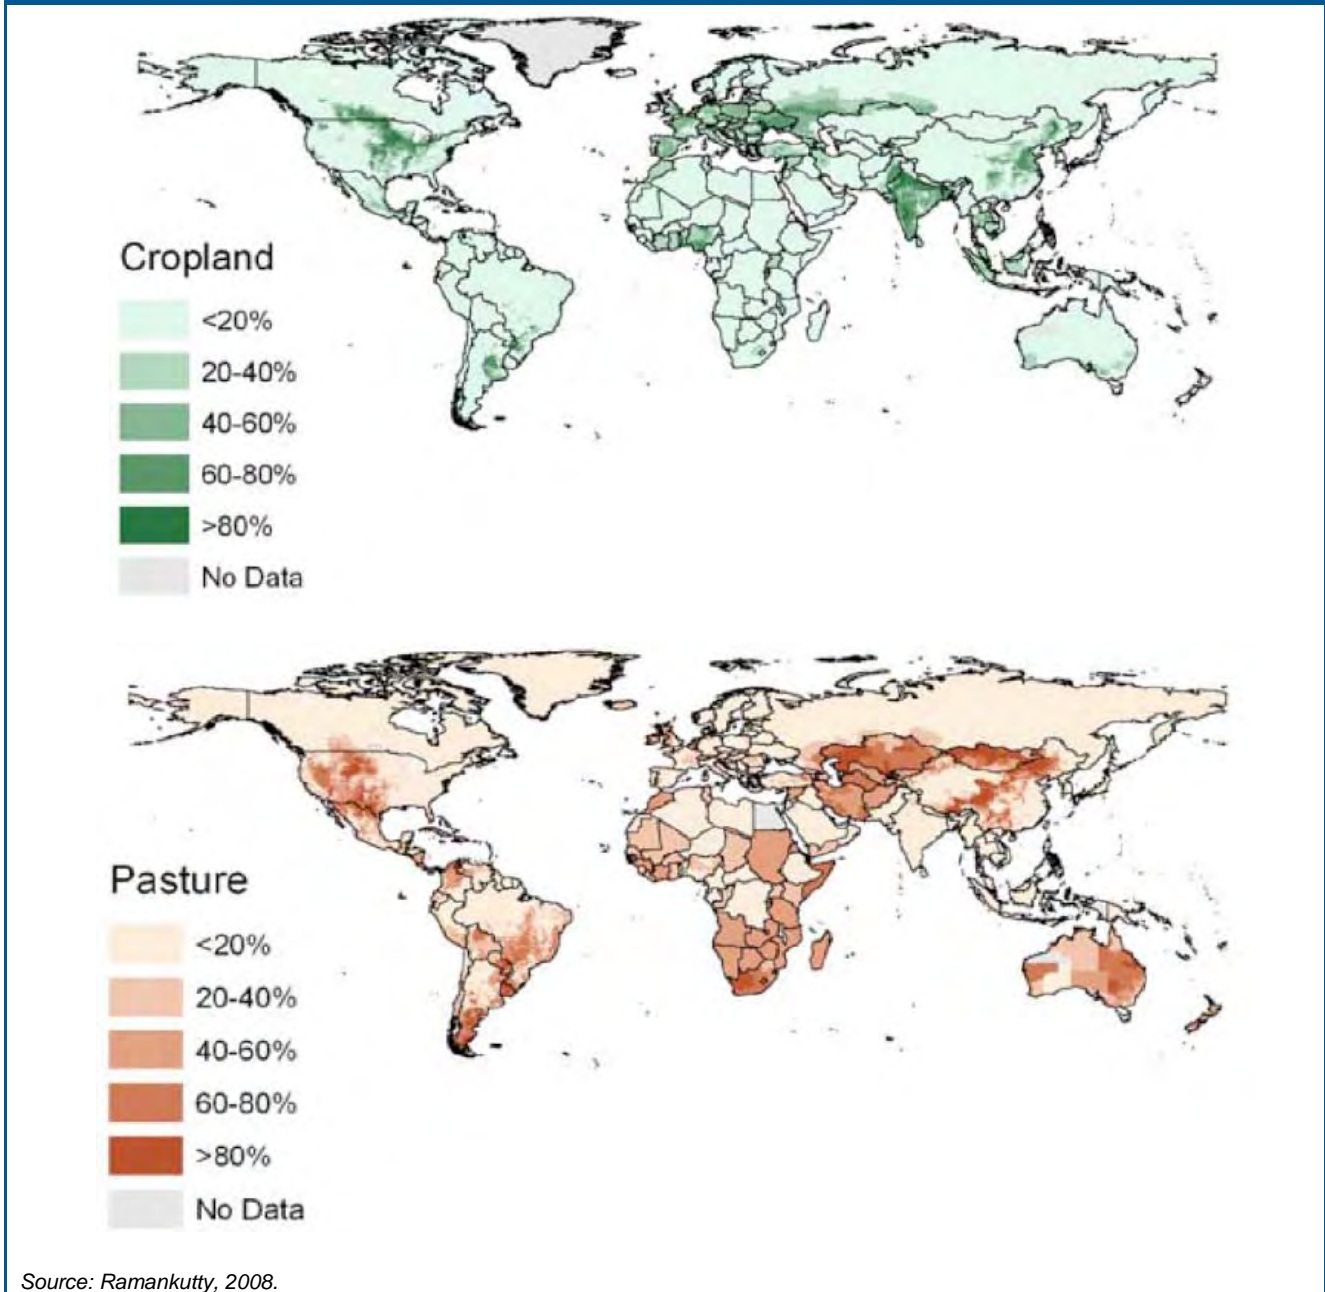 Cropland
<20%
20-40%
40-60%
60-80%
>80%
No Data
Pasture
<20%
20-40%
40-60%
60-80%
>80%
No Data
Source: Ramankutty, 2008.